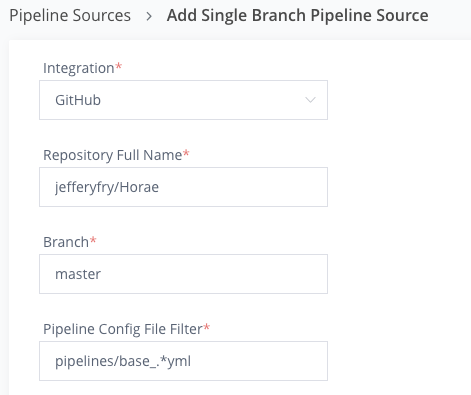 Pipeline Sources > Add Single Branch Pipeline Source
Integration*
GitHub
Repository Full Name*
jefferyfry/Horae
Branch*
master
Pipeline Config File Filter*
pipelines/base_.*yml